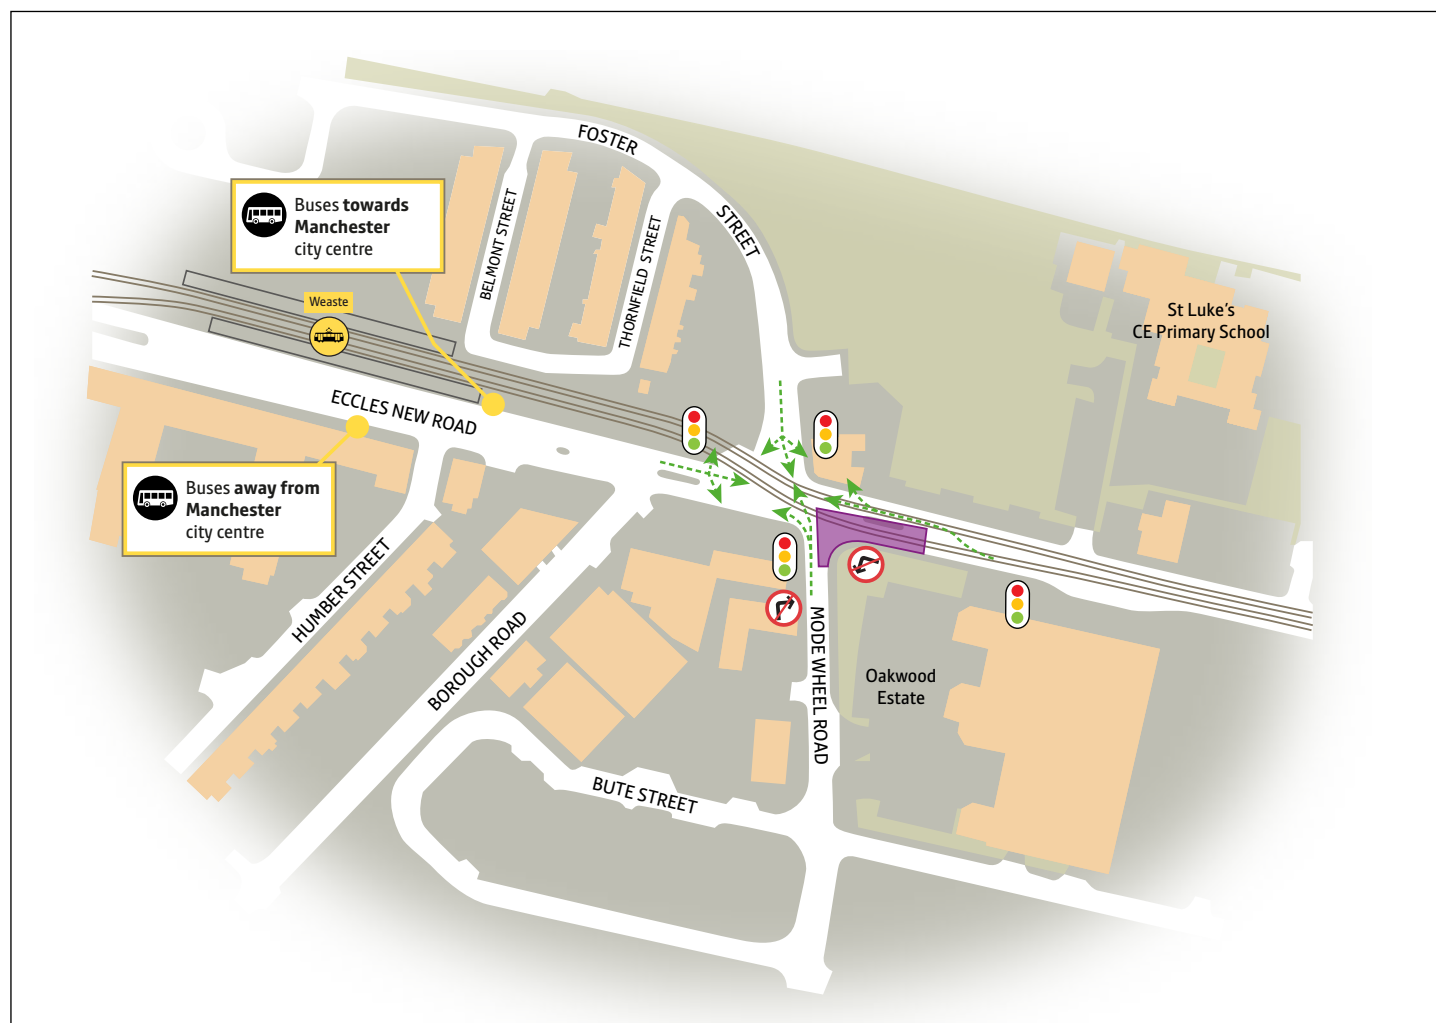 FOSTER
STREET
Buses towards
Manchester
city centre
BELMONT STREET
THORNFIELD STREET
Weaste
St Luke's
CE Primary School
ECCLES NEW ROAD
Buses away from
Manchester
city centre
HUMBER STREET
BOROUGH ROAD
MODE WHEEL ROAD
Oakwood
Estate
BUTE STREET